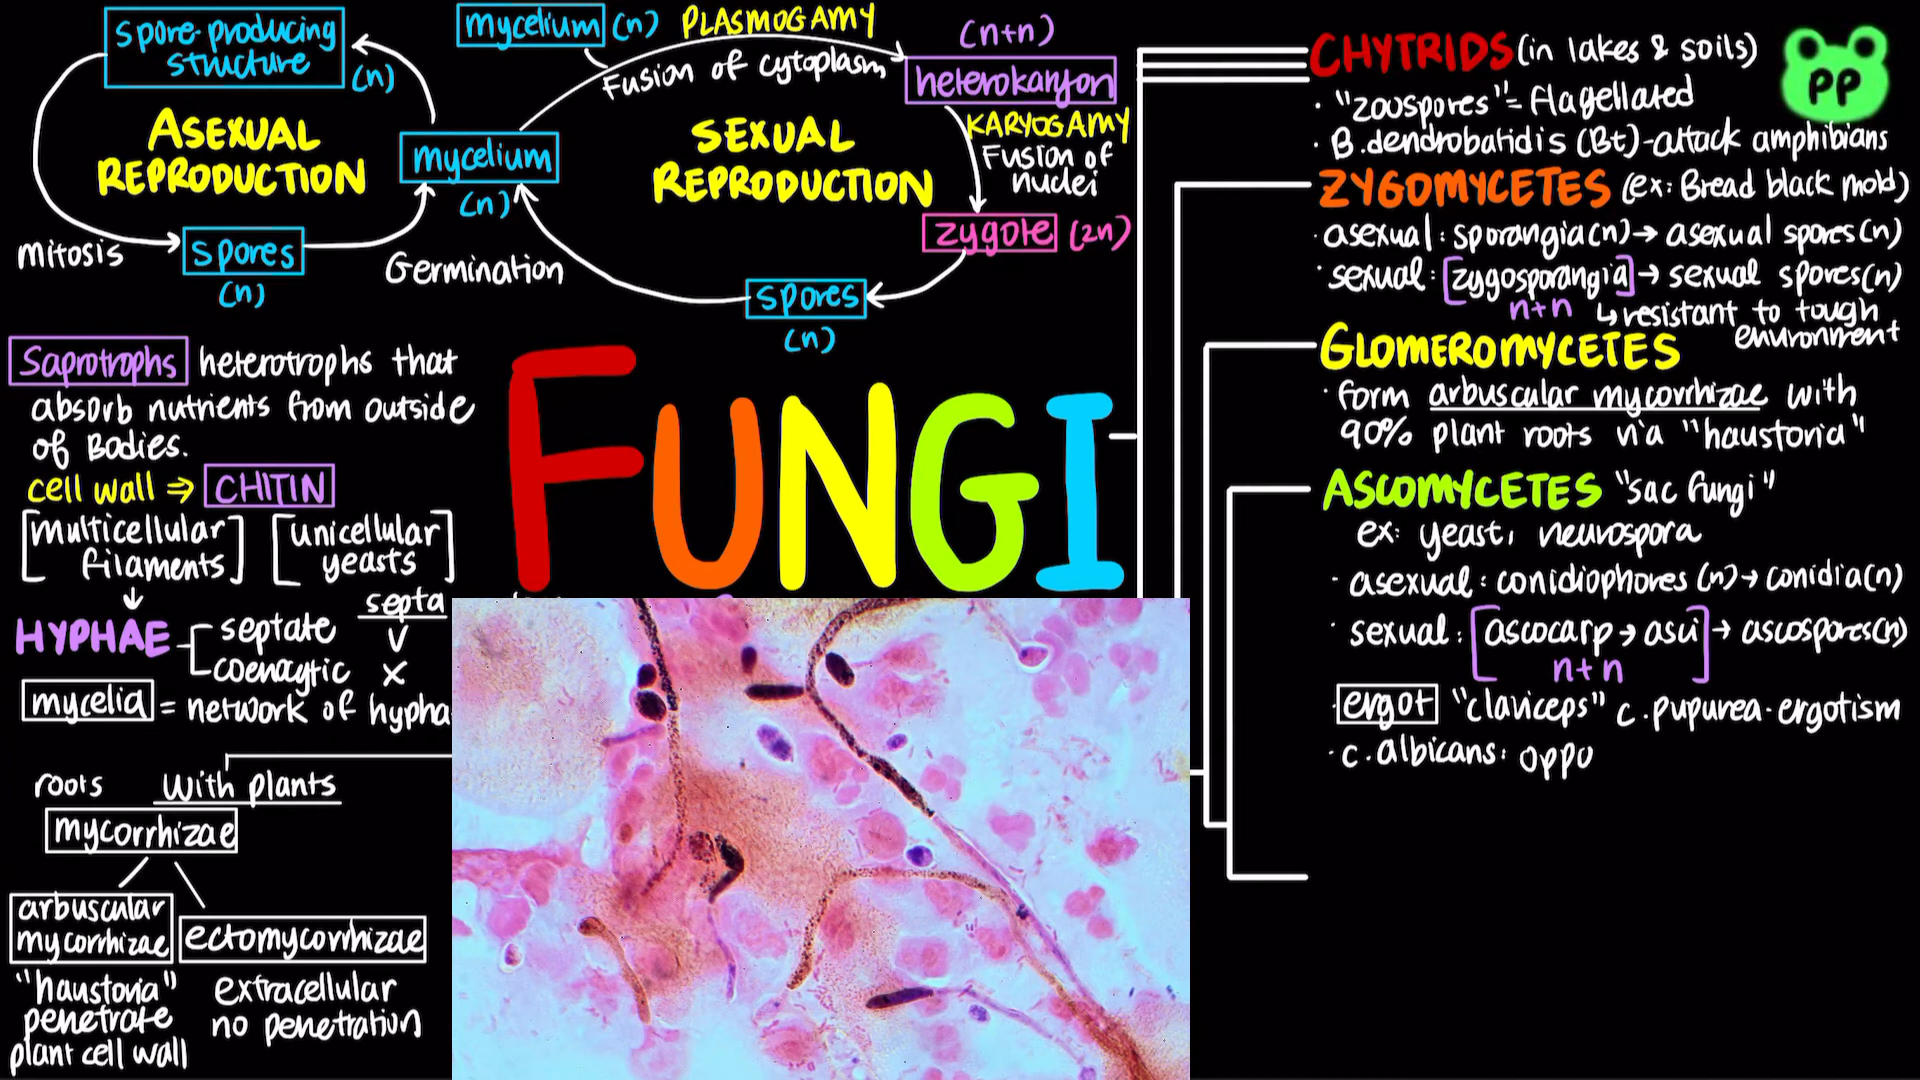 spore-producing
structure
(n)
ASEXUAL
REPRODUCTION
mitosis
spores
(n)
mycelium
(n)
Germination
mycelium (n)
PLASMOGAMY
Fusion of cytoplasm
(n+n)
heterokaryon
KARYOGAMY
Fusion of
nuclei
SEXUAL
REPRODUCTION
zygote (2n)
spores
(n)
Saprotrophs heterotrophs that
absorb nutrients from outside
of Bodies.
cell wall ⇒ CHITIN
[multicellular filaments] [unicellular yeasts]
septa
HYPHAE septate V
coenocytic X
mycelia = network of hypha
roots with plants
mycorrhizae
arbuscular
mycorrhizae
"haustoria"
penetrate
plant cell wall
ectomycorrhizae
extracellular
no penetration
FUNGI
CHYTRIDS (in lakes & soils)
· "zouspores" = flagellated
· B.dendrobatidis (Bt)-attack amphibians
PP
ZYGOMYCETES (ex: Bread black mold)
· asexual: sporangia(n) → asexual spores(n)
· sexual: [zygosporangia] → sexual spores(n)
n+n ↳ resistant to tough
environment
GLOMEROMYCETES
· form arbuscular mycorrhizae with
90% plant roots via "haustoria"
ASCOMYCETES "sac fungi"
ex: yeast, neurospora
· asexual: conidiophores (n) → conidia(n)
· sexual: [ascocarp → asci] → ascospores(n)
n+n
· ergot "claviceps" c.pupurea-ergotism
· c.albicans: oppo